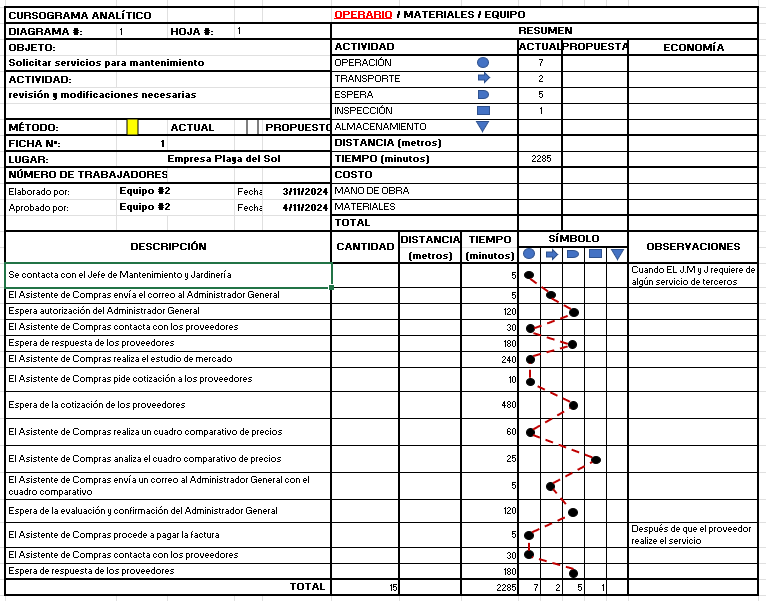 CURSOGRAMA ANALÍTICO
OPERARIO / MATERIALES / EQUIPO
DIAGRAMA #: 1 HOJA #: 1
RESUMEN
OBJETO:
ACTIVIDAD ACTUAL PROPUESTA ECONOMÍA
Solicitar servicios para mantenimiento
OPERACIÓN 7
ACTIVIDAD:
TRANSPORTE 2
revisión y modificaciones necesarias
ESPERA 5
INSPECCIÓN 1
MÉTODO: ACTUAL PROPUESTO
ALMACENAMIENTO
FICHA Nº: 1
DISTANCIA (metros)
LUGAR: Empresa Playa del Sol
TIEMPO (minutos) 2285
NÚMERO DE TRABAJADORES
COSTO
Elaborado por: Equipo #2 Fecha 3/11/2024
MANO DE OBRA
Aprobado por: Equipo #2 Fecha 4/11/2024
MATERIALES
TOTAL
DESCRIPCIÓN CANTIDAD DISTANCIA (metros) TIEMPO (minutos) SÍMBOLO OBSERVACIONES
Se contacta con el Jefe de Mantenimiento y Jardinería 5 Cuando EL J.M y J requiere de
algún servicio de terceros
El Asistente de Compras envía el correo al Administrador General 5
Espera autorización del Administrador General 120
El Asistente de Compras contacta con los proveedores 30
Espera de respuesta de los proveedores 180
El Asistente de Compras realiza el estudio de mercado 240
El Asistente de Compras pide cotización a los proveedores 10
Espera de la cotización de los proveedores 480
El Asistente de Compras realiza un cuadro comparativo de precios 60
El Asistente de Compras analiza el cuadro comparativo de precios 25
El Asistente de Compras envía un correo al Administrador General con el
cuadro comparativo 5
Espera de la evaluación y confirmación del Administrador General 120
El Asistente de Compras procede a pagar la factura 5 Después de que el proveedor
realize el servicio
El Asistente de Compras contacta con los proveedores 30
Espera de respuesta de los proveedores 180
TOTAL 15 2285 7 2 5 1